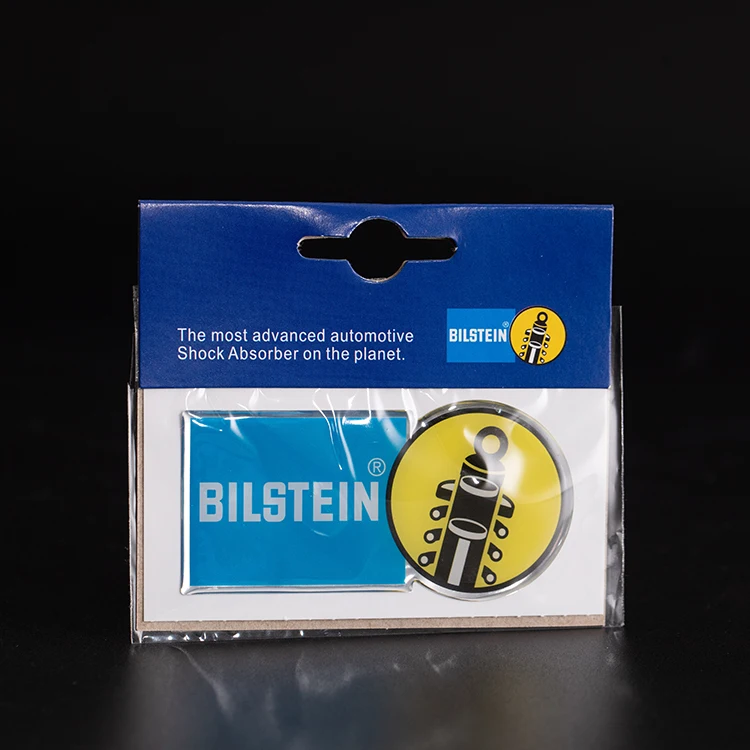 The most advanced automotive
Shock Absorber on the planet.
BILSTEIN®
BILSTEIN®